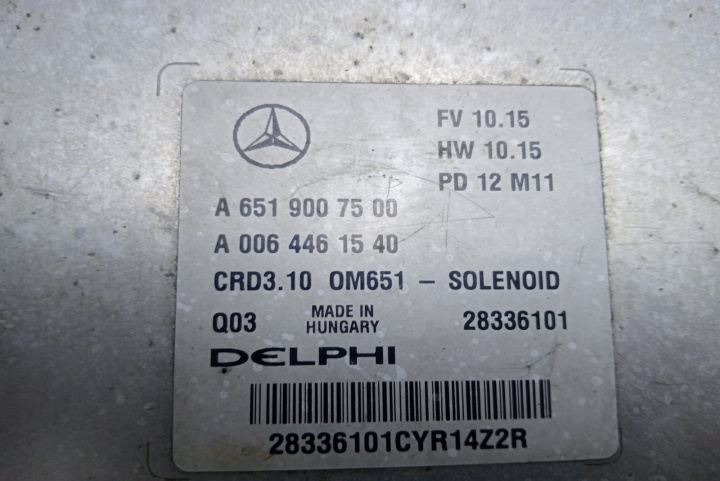 FV 10.15
HW 10.15
PD 12 M11
A 651 900 75 00
A 006 446 15 40
CRD3.10 OM651 – SOLENOID
Q03 MADE IN HUNGARY 28336101
DELPHI
28336101CYR14Z2R